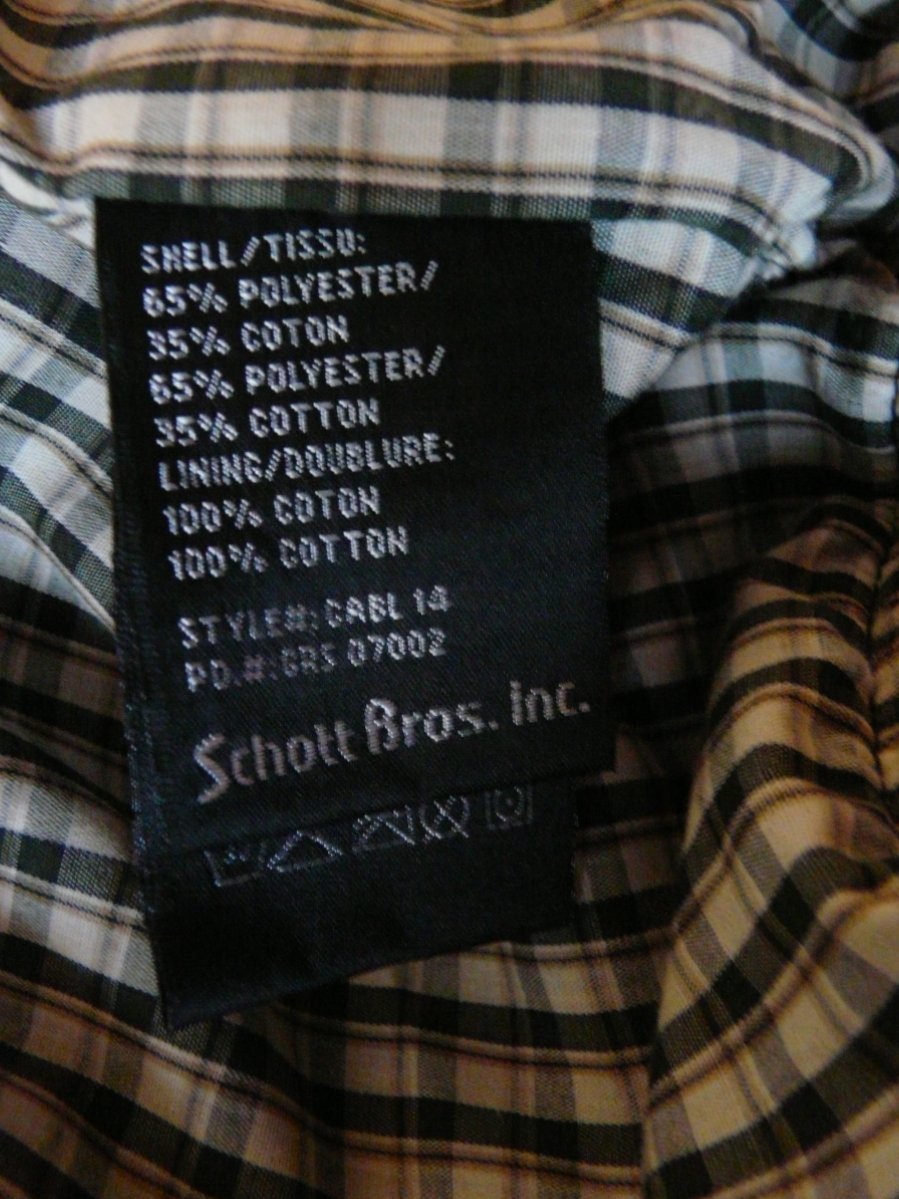 SHELL/TISSU:
65% POLYESTER/
35% COTON
65% POLYESTER/
35% COTTON
LINING/DOUBLURE:
100% COTON
100% COTTON
STYLE#: CABL 14
PO.#: GRS 07002
Schott Bros. Inc.